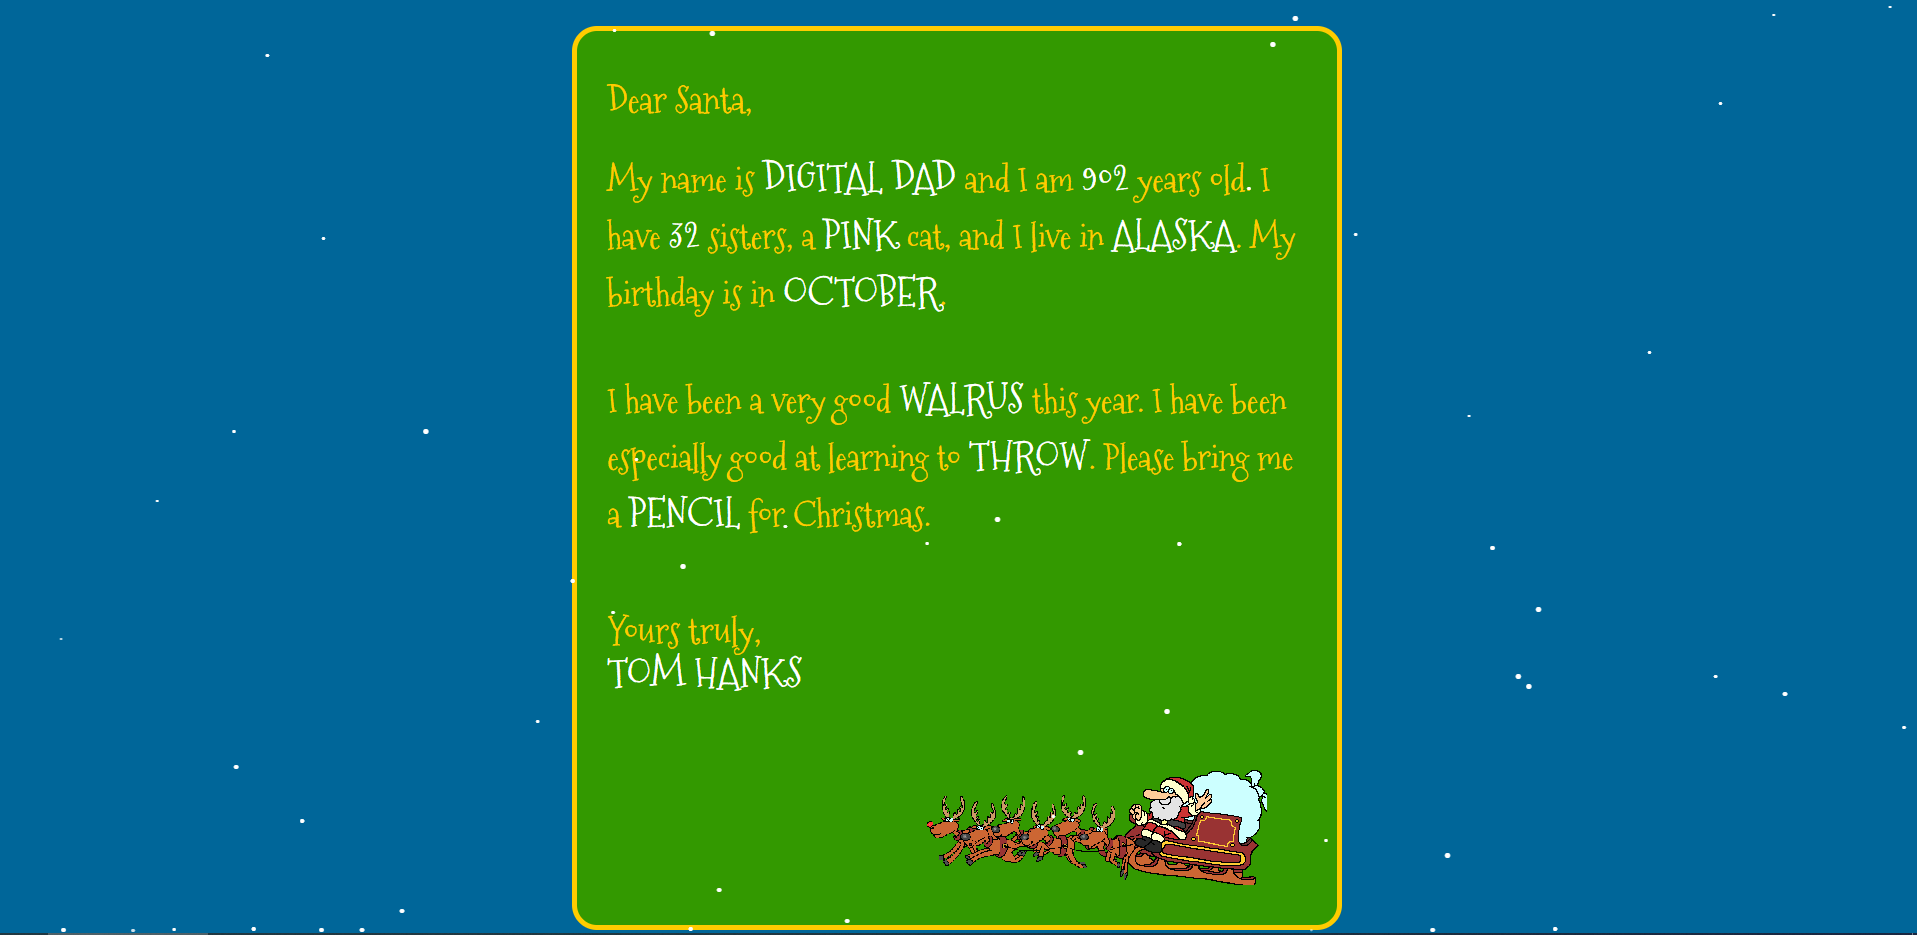 Dear Santa,
My name is DIGITAL DAD and I am 902 years old. I
have 32 sisters, a PINK cat, and I live in ALASKA. My
birthday is in OCTOBER.
I have been a very good WALRUS this year. I have been
especially good at learning to THROW. Please bring me
a PENCIL for Christmas.
Yours truly,
TOM HANKS